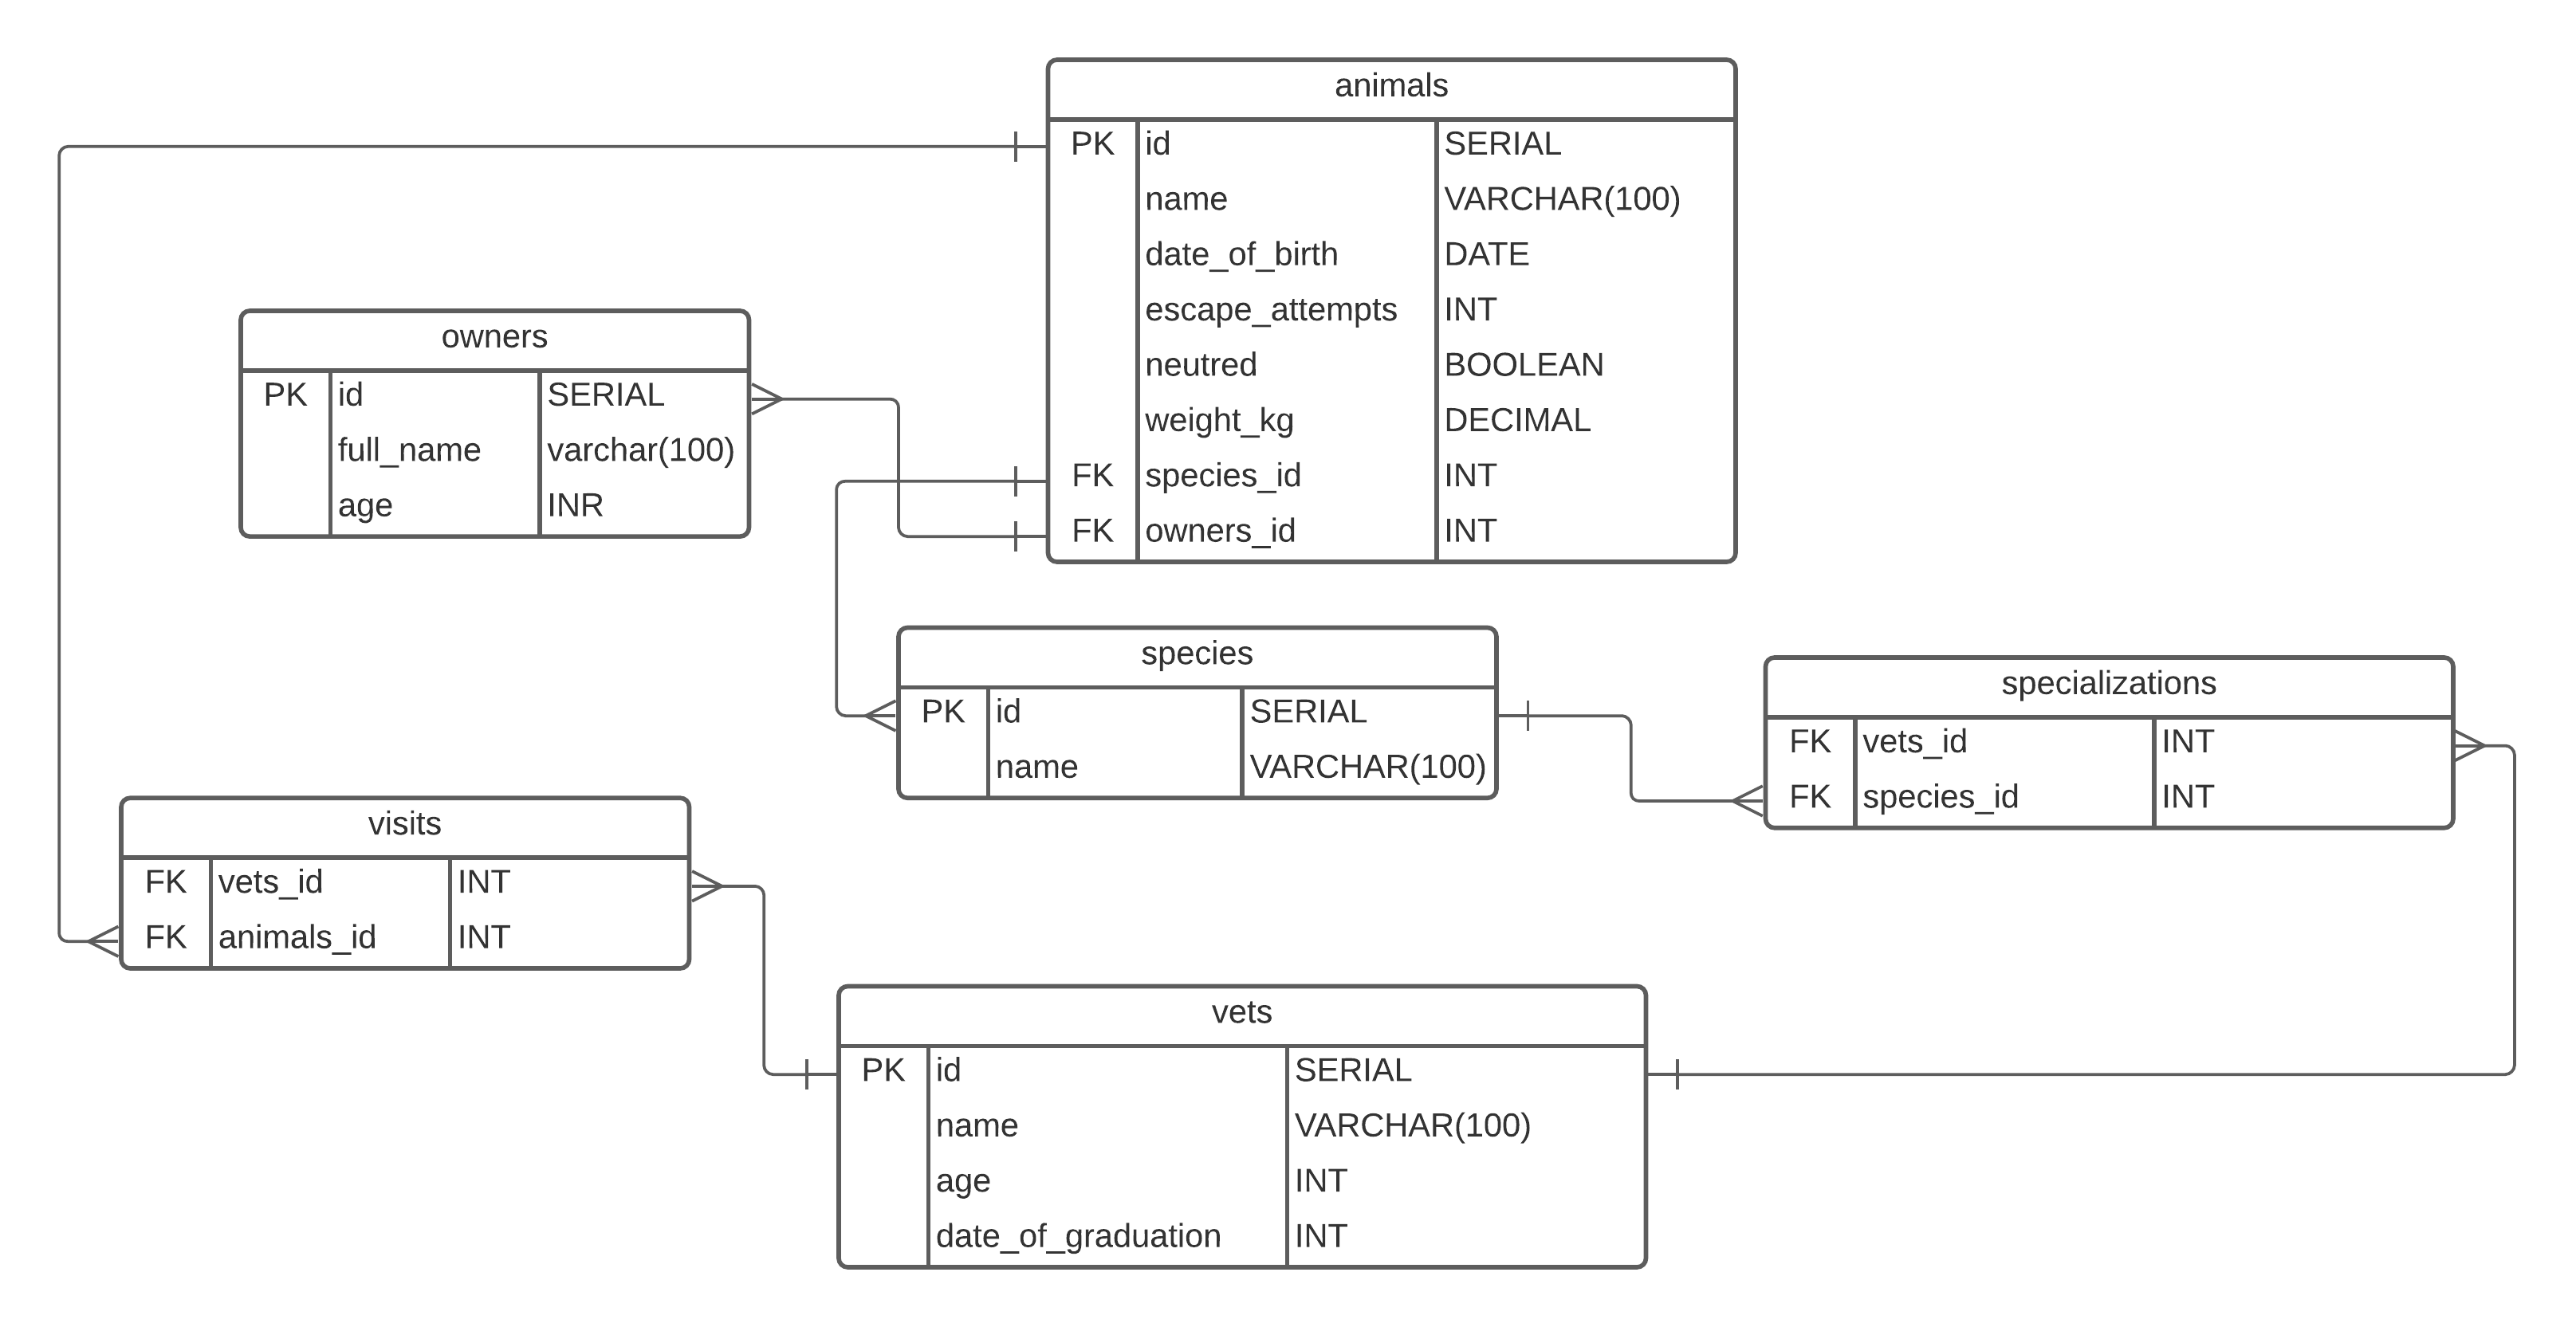 animals
PK id SERIAL
name VARCHAR(100)
date_of_birth DATE
escape_attempts INT
neutred BOOLEAN
weight_kg DECIMAL
FK species_id INT
FK owners_id INT
owners
PK id SERIAL
full_name varchar(100)
age INR
species
PK id SERIAL
name VARCHAR(100)
specializations
FK vets_id INT
FK species_id INT
visits
FK vets_id INT
FK animals_id INT
vets
PK id SERIAL
name VARCHAR(100)
age INT
date_of_graduation INT